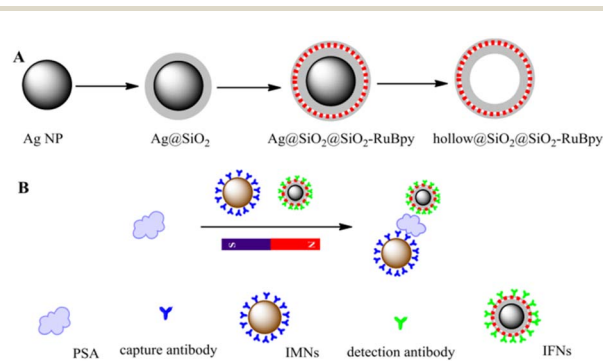 A
Ag NP
Ag@SiO2
Ag@SiO2@SiO2-RuBpy
hollow@SiO2@SiO2-RuBpy
B
S
N
PSA
capture antibody
IMNs
detection antibody
IFNs